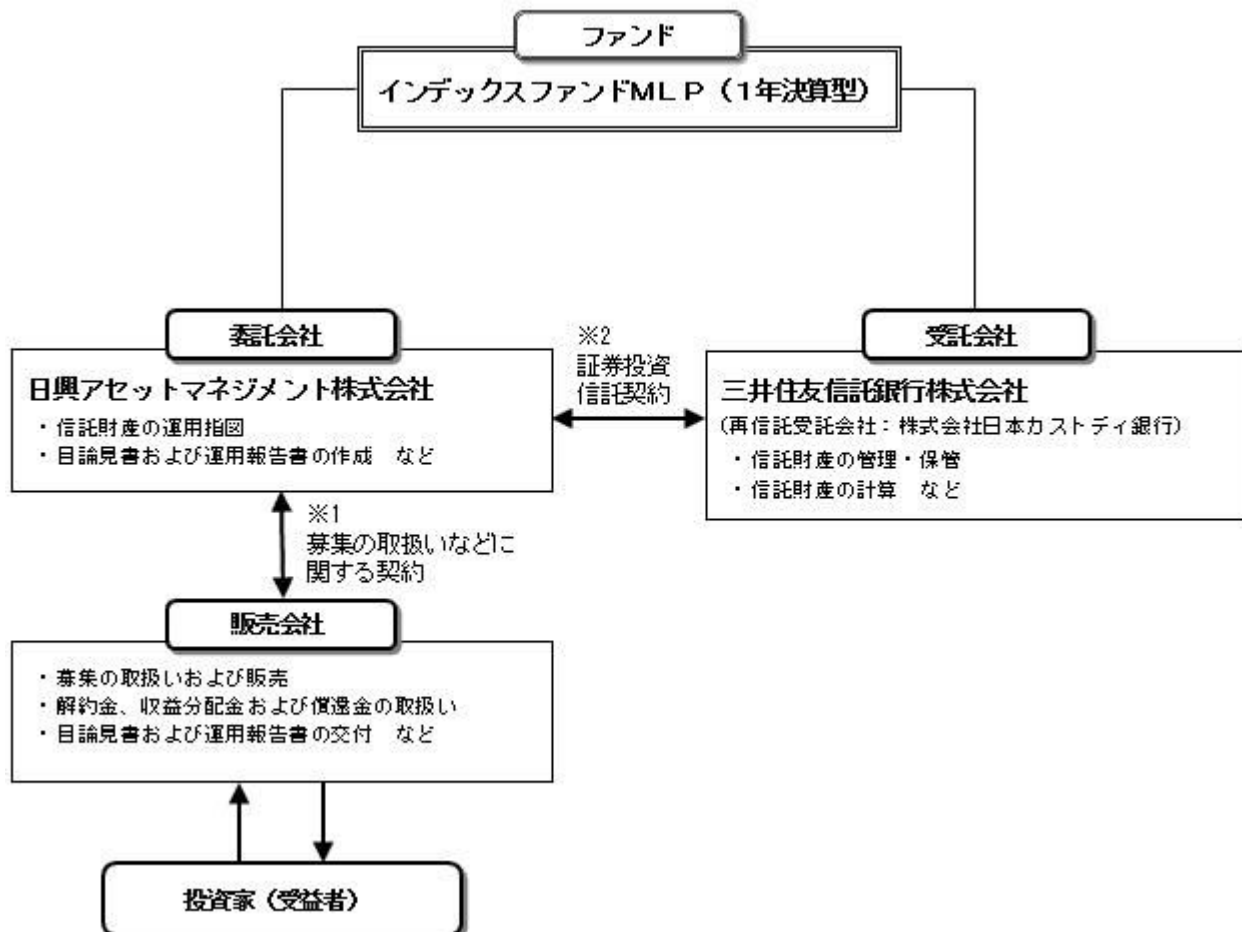 ファンド
インデックスファンドMLP（1年決算型）
委託会社
日興アセットマネジメント株式会社
・信託財産の運用指図
・目論見書および運用報告書の作成　など
※2
証券投資
信託契約
受託会社
三井住友信託銀行株式会社
(再信託受託会社：株式会社日本カストディ銀行)
・信託財産の管理・保管
・信託財産の計算　など
※1
募集の取扱いなどに
関する契約
販売会社
・募集の取扱いおよび販売
・解約金、収益分配金および償還金の取扱い
・目論見書および運用報告書の交付　など
投資家（受益者）